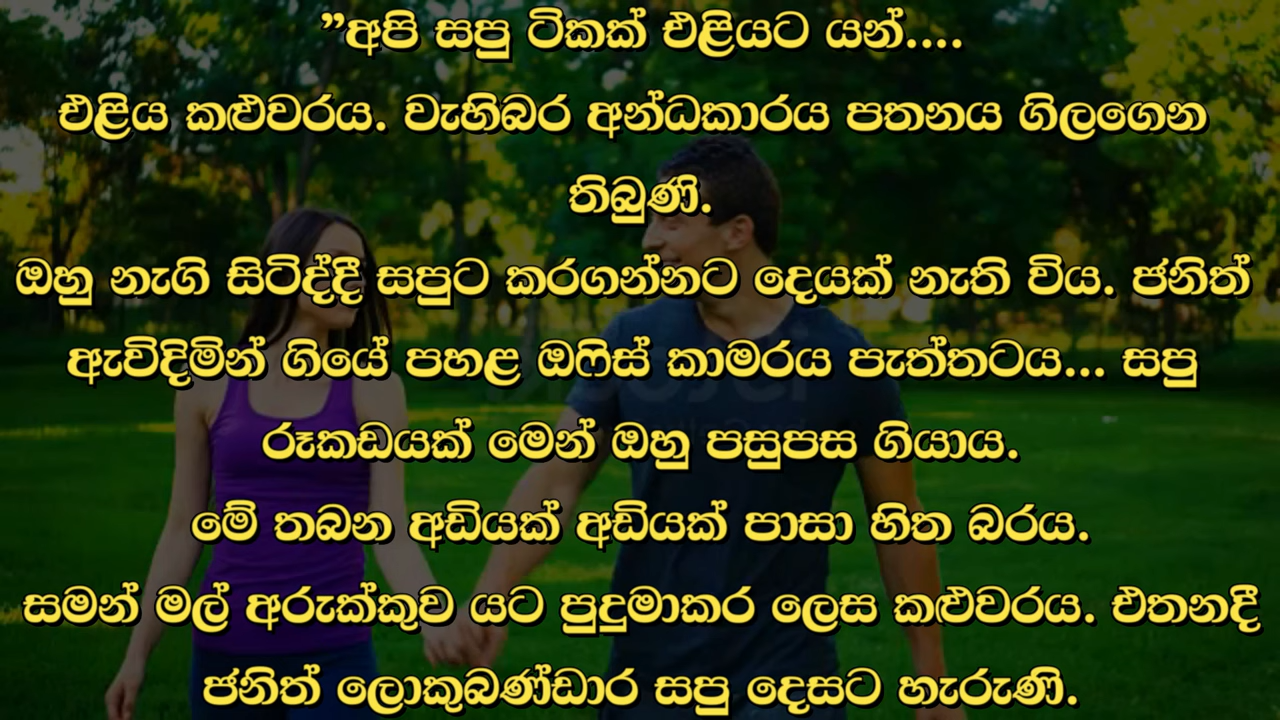 ”අපි සපු ටිකක් එළියට යන්....
එළිය කළුවරය. වැහිබර අන්ධකාරය පතනය ගිලගෙන
තිබුණි.
ඔහු නැගි සිටිද්දී සපුට කරගන්නට දෙයක් නැති විය. ජනිත්
ඇවිදිමින් ගියේ පහළ ඔෆිස් කාමරය පැත්තටය... සපු
රූකඩයක් මෙන් ඔහු පසුපස ගියාය.
මේ තබන අඩියක් අඩියක් පාසා හිත බරය.
සමන් මල් අරුක්කුව යට පුදුමාකර ලෙස කළුවරය. එතනදී
ජනිත් ලොකුබණ්ඩාර සපු දෙසට හැරුණි.